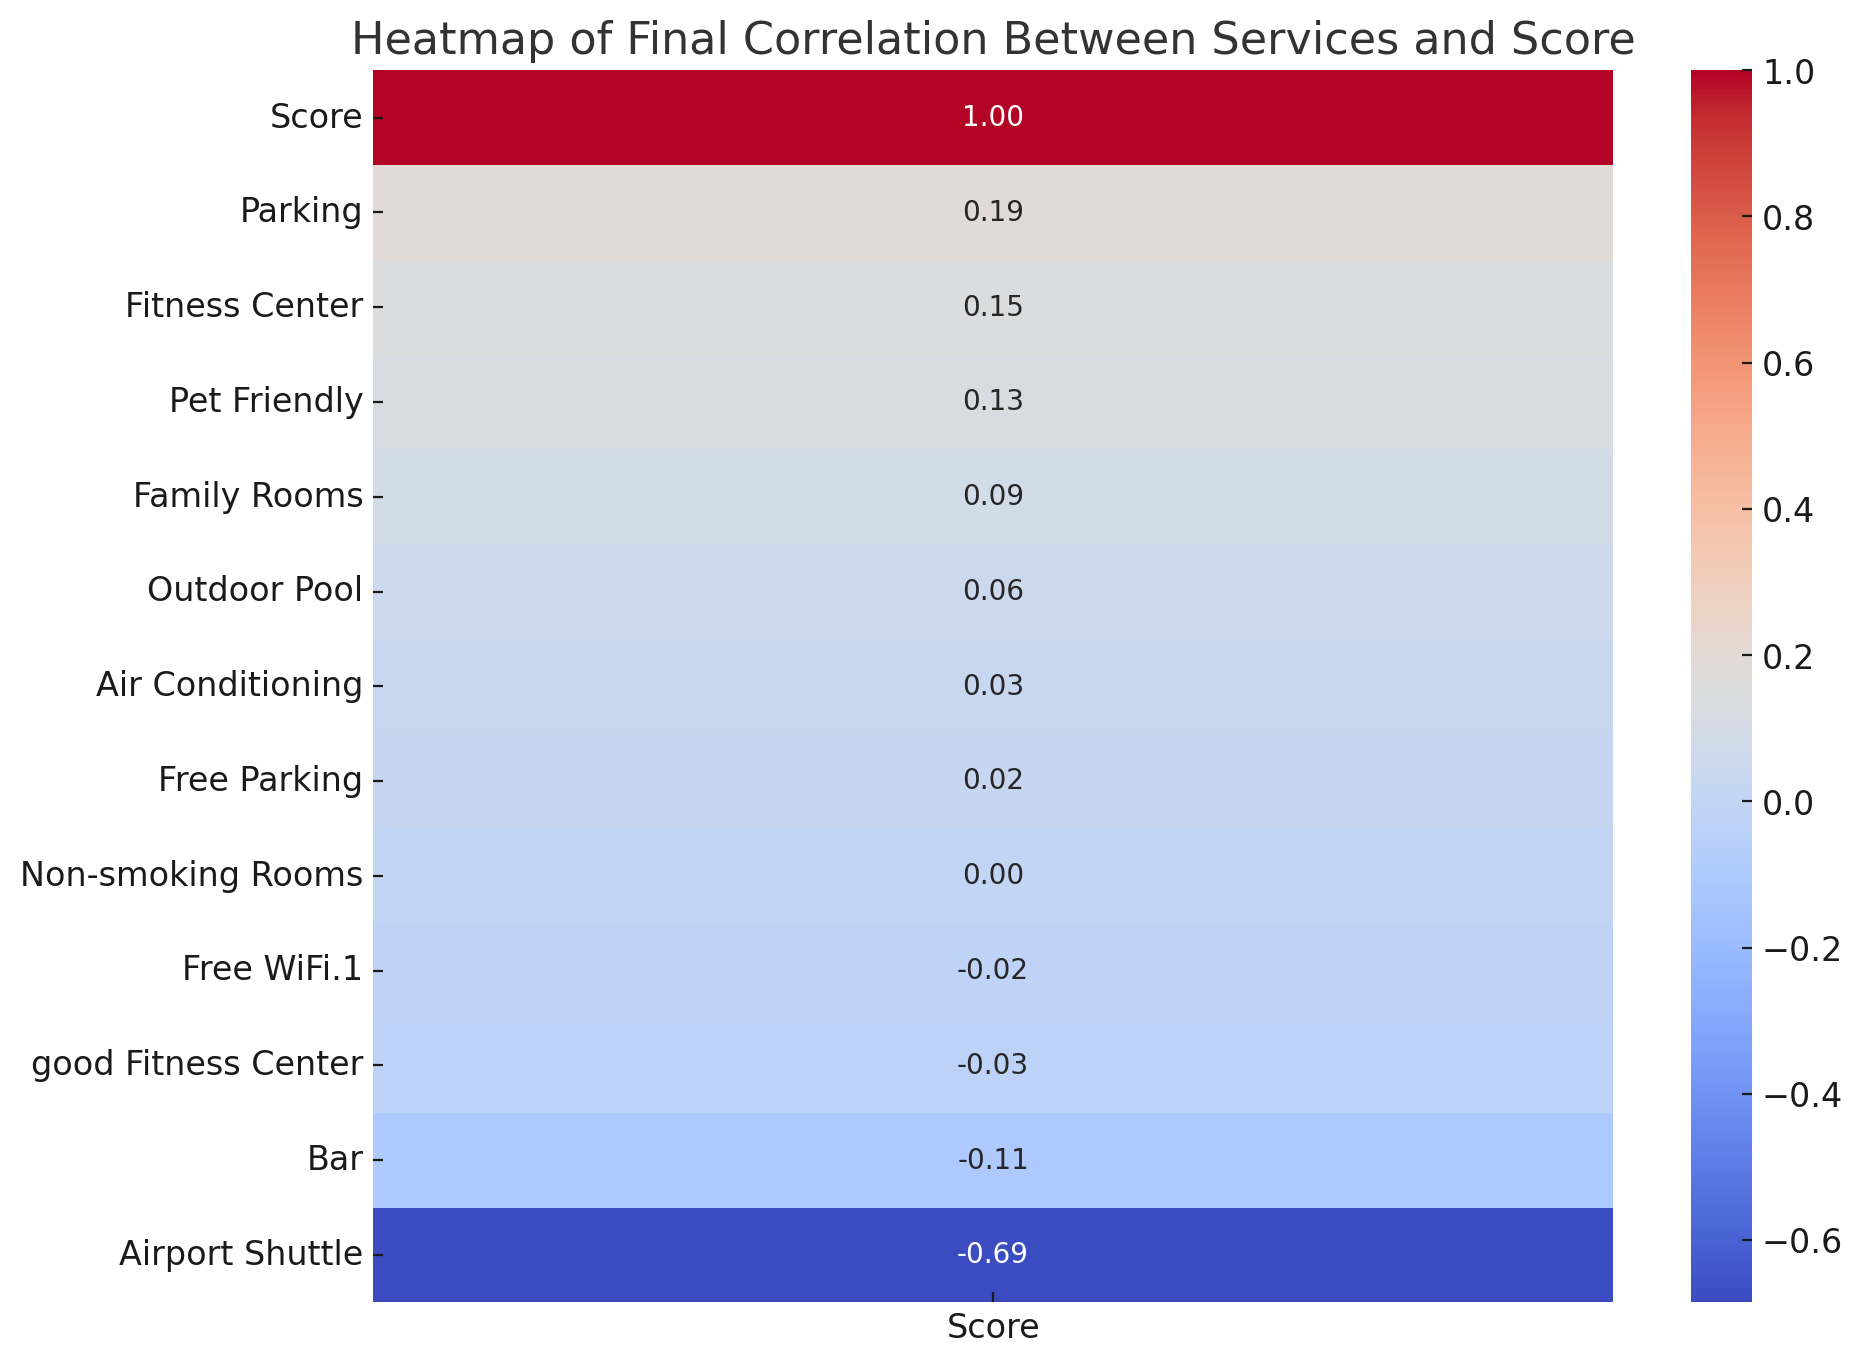 Heatmap of Final Correlation Between Services and Score
Score 1.00
Parking 0.19
Fitness Center 0.15
Pet Friendly 0.13
Family Rooms 0.09
Outdoor Pool 0.06
Air Conditioning 0.03
Free Parking 0.02
Non-smoking Rooms 0.00
Free WiFi.1 -0.02
good Fitness Center -0.03
Bar -0.11
Airport Shuttle -0.69
Score
1.0
0.8
0.6
0.4
0.2
0.0
−0.2
−0.4
−0.6